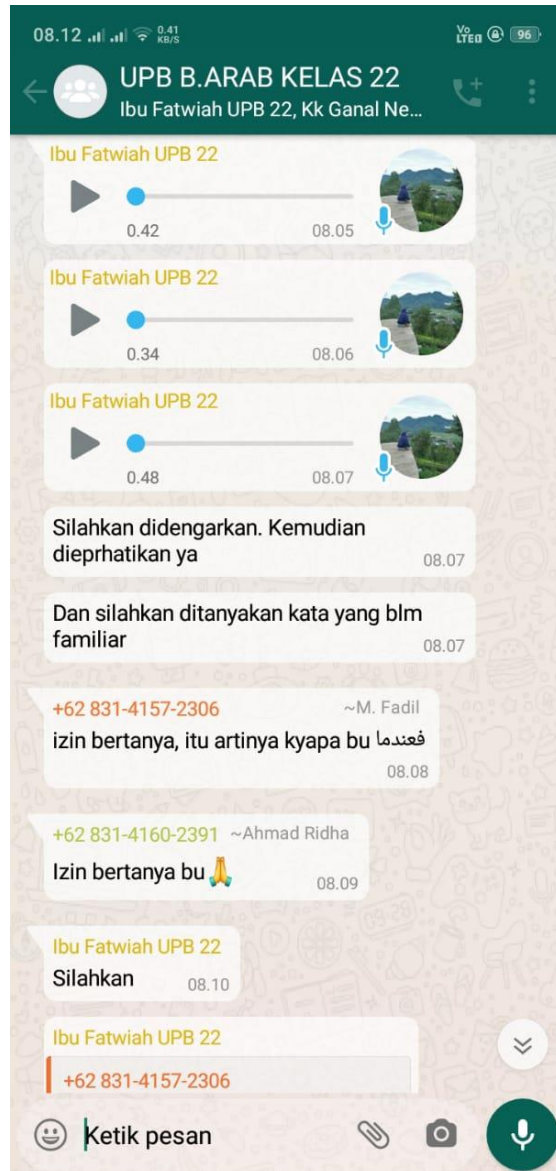 08.12 0.41 KB/S Vo LTE 96
UPB B.ARAB KELAS 22
Ibu Fatwiah UPB 22, Kk Ganal Ne...
Ibu Fatwiah UPB 22
0.42 08.05
Ibu Fatwiah UPB 22
0.34 08.06
Ibu Fatwiah UPB 22
0.48 08.07
Silahkan didengarkan. Kemudian
dieprhatikan ya
08.07
Dan silahkan ditanyakan kata yang blm
familiar
08.07
+62 831-4157-2306 ~M. Fadil
izin bertanya, itu artinya kyapa bu فعندما
08.08
+62 831-4160-2391 ~Ahmad Ridha
Izin bertanya bu🙏 08.09
Ibu Fatwiah UPB 22
Silahkan 08.10
Ibu Fatwiah UPB 22
+62 831-4157-2306
Ketik pesan